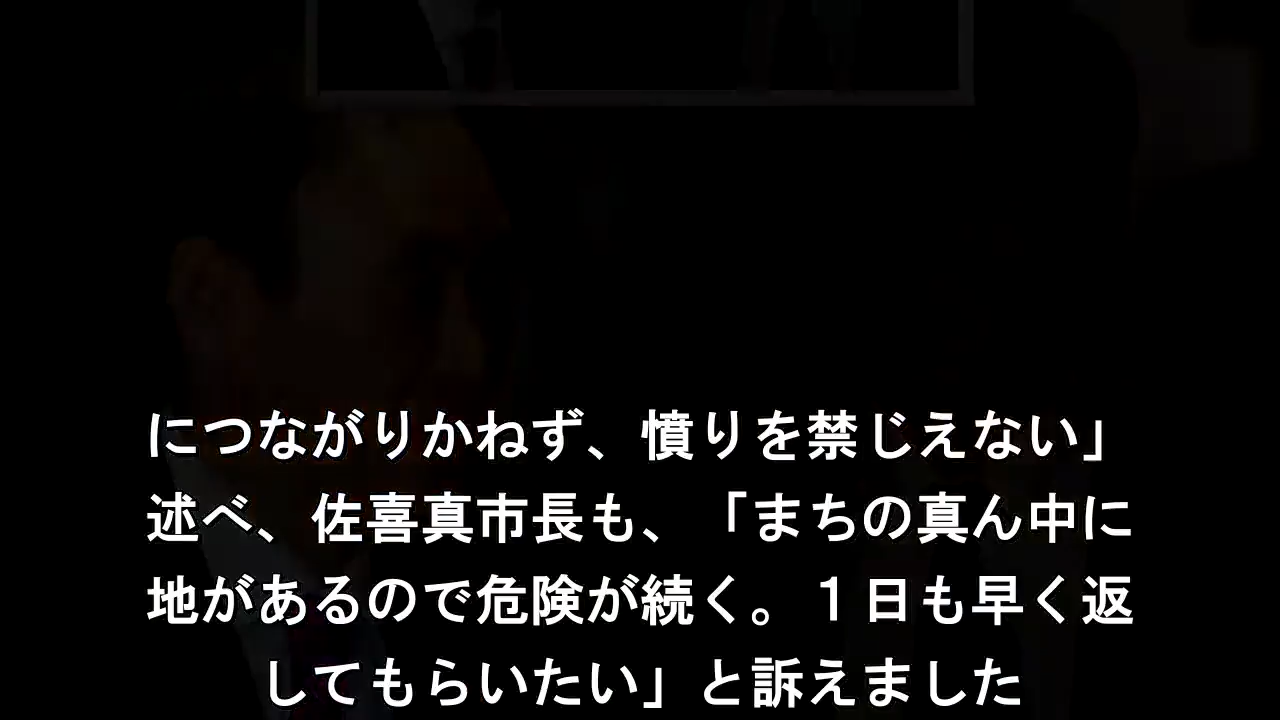 につながりかねず、憤りを禁じえない」
述べ、佐喜真市長も、「まちの真ん中に
地があるので危険が続く。１日も早く返
してもらいたい」と訴えました